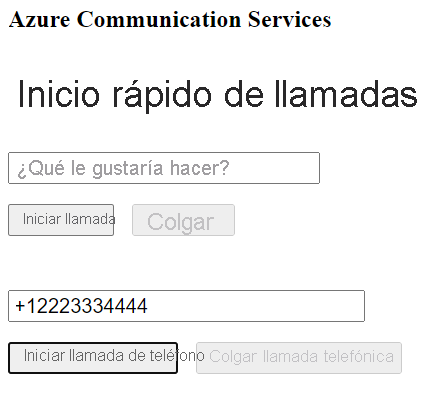 Azure Communication Services
Inicio rápido de llamadas
¿Qué le gustaría hacer?
Iniciar llamada Colgar
+12223334444
Iniciar llamada de teléfono Colgar llamada telefónica